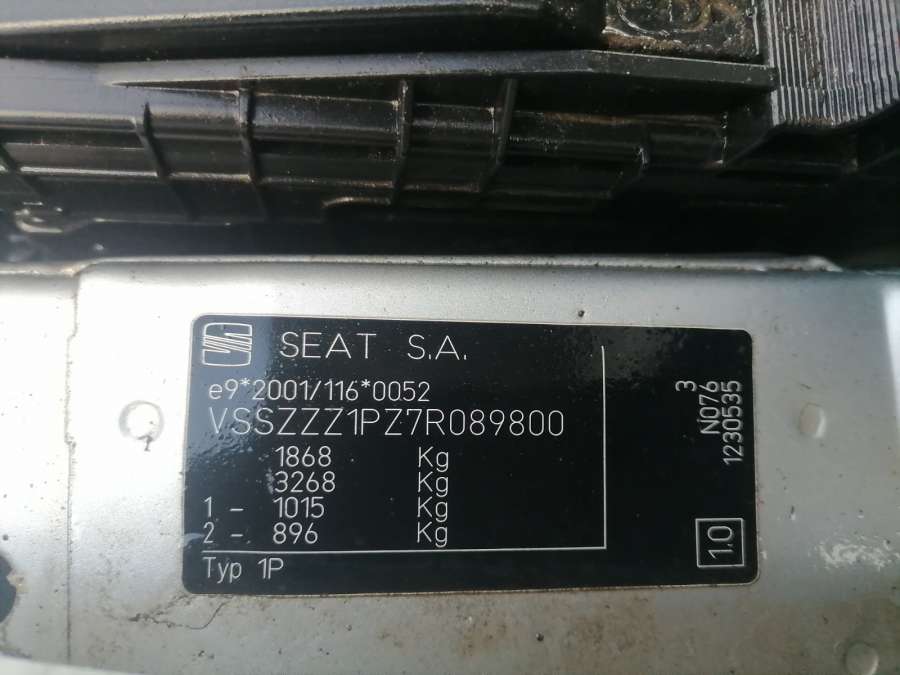 SEAT S.A.
e9*2001/116*0052
VSSZZZ1PZ7R089800
1868 Kg
3268 Kg
1 - 1015 Kg
2 - 896 Kg
Typ 1P
3
N076
1230535
1.0